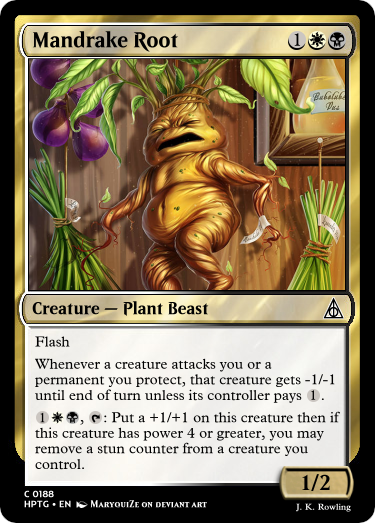 Mandrake Root 1
Bubotuber
Pus
Creature — Plant Beast
Flash
Whenever a creature attacks you or a
permanent you protect, that creature gets -1/-1
until end of turn unless its controller pays 1.
1, : Put a +1/+1 on this creature then if
this creature has power 4 or greater, you may
remove a stun counter from a creature you
control.
1/2
C 0188
HPTG • EN MaryouiZe on deviant art
J. K. Rowling